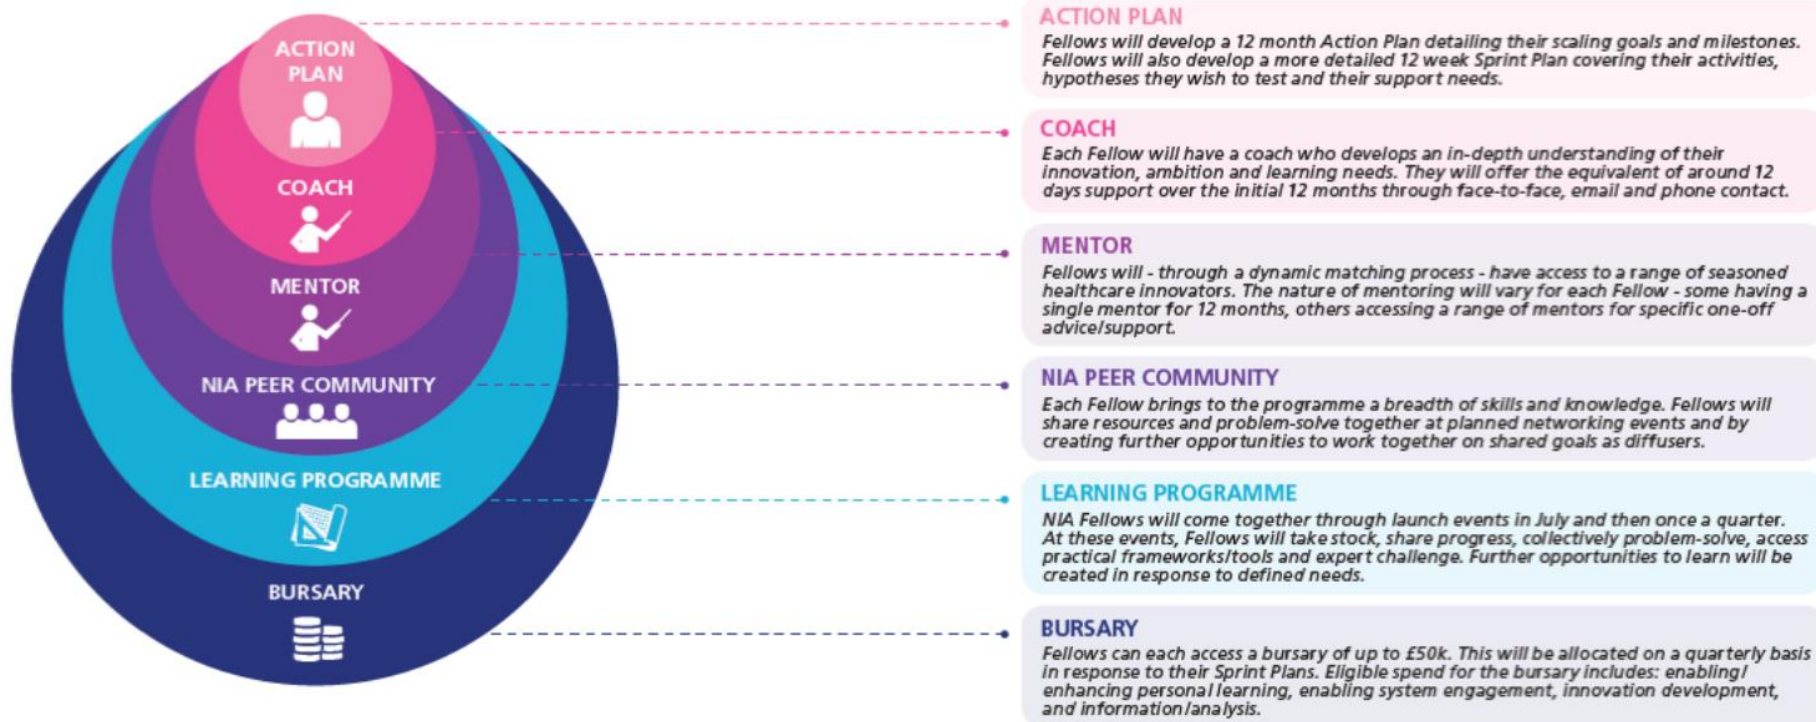 ACTION
PLAN
COACH
MENTOR
NIA PEER COMMUNITY
LEARNING PROGRAMME
BURSARY
ACTION PLAN
Fellows will develop a 12 month Action Plan detailing their scaling goals and milestones.
Fellows will also develop a more detailed 12 week Sprint Plan covering their activities,
hypotheses they wish to test and their support needs.
COACH
Each Fellow will have a coach who develops an in-depth understanding of their
innovation, ambition and learning needs. They will offer the equivalent of around 12
days support over the initial 12 months through face-to-face, email and phone contact.
MENTOR
Fellows will - through a dynamic matching process - have access to a range of seasoned
healthcare innovators. The nature of mentoring will vary for each Fellow - some having a
single mentor for 12 months, others accessing a range of mentors for specific one-off
advice/support.
NIA PEER COMMUNITY
Each Fellow brings to the programme a breadth of skills and knowledge. Fellows will
share resources and problem-solve together at planned networking events and by
creating further opportunities to work together on shared goals as diffusers.
LEARNING PROGRAMME
NIA Fellows will come together through launch events in July and then once a quarter.
At these events, Fellows will take stock, share progress, collectively problem-solve, access
practical frameworks/tools and expert challenge. Further opportunities to learn will be
created in response to defined needs.
BURSARY
Fellows can each access a bursary of up to £50k. This will be allocated on a quarterly basis
in response to their Sprint Plans. Eligible spend for the bursary includes: enabling/
enhancing personal learning, enabling system engagement, innovation development,
and information/analysis.